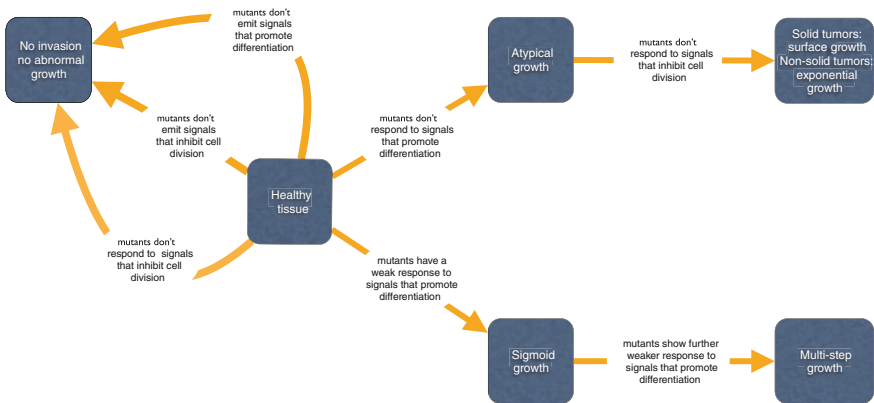 No invasion
no abnormal
growth
mutants don't
emit signals
that promote
differentiation
mutants don't
emit signals
that inhibit cell
division
mutants don't
respond to signals
that inhibit cell
division
Healthy
tissue
mutants don't
respond to signals
that promote
differentiation
Atypical
growth
mutants don't
respond to signals
that inhibit cell
division
Solid tumors:
surface growth
Non-solid tumors:
exponential
growth
mutants have a
weak response to
signals that promote
differentiation
Sigmoid
growth
mutants show further
weaker response to
signals that promote
differentiation
Multi-step
growth